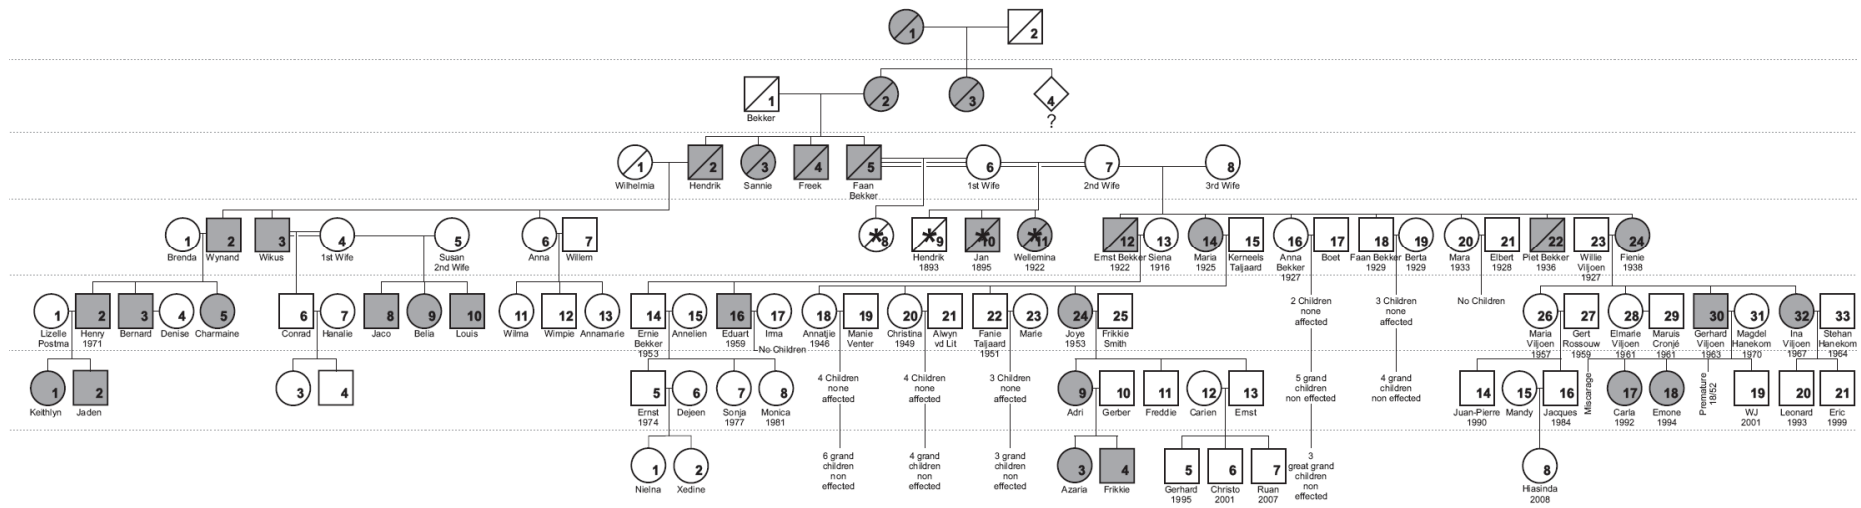 1
2
2
3
4
?
1
Bekker
1
Wilhelmia
2
Hendrik
3
Sannie
4
Freek
5
Faan
Bekker
6
1st Wife
7
2nd Wife
8
3rd Wife
1
Brenda
2
Wynand
3
Wikus
4
1st Wife
5
Susan
2nd Wife
6
Anna
7
Willem
*8
*9
Hendrik
1893
*10
Jan
1895
*11
Wellemina
1922
12
Ernst Bekker
1922
13
Siena
1916
14
Maria
1925
15
Kerneels
Taljaard
16
Anna
Bekker
1927
17
Boet
18
Faan Bekker
1929
19
Berta
1929
20
Mara
1933
21
Elbert
1928
22
Piet Bekker
1936
23
Willie
Viljoen
1927
24
Fienie
1938
1
Lizelle
Postma
2
Henry
1971
3
Bernard
4
Denise
5
Charmaine
6
Conrad
7
Hanalie
8
Jaco
9
Belia
10
Louis
11
Wilma
12
Wimpie
13
Annamarie
14
Ernie
Bekker
1953
15
Annelien
16
Eduart
1959
17
Irma
No Children
18
Annatjie
1946
19
Manie
Venter
20
Christina
1949
21
Alwyn
vd Lit
22
Fanie
Taljaard
1951
23
Marie
24
Joye
1953
25
Frikkie
Smith
2 Children
none
affected
3 Children
none
affected
No Children
26
Maria
Viljoen
1957
27
Gert
Rossouw
1959
28
Elmarie
Viljoen
1961
29
Maruis
Cronjé
1961
30
Gerhard
Viljoen
1963
31
Magdel
Hanekom
1970
32
Ina
Viljoen
1967
33
Stehan
Hanekom
1964
1
Keithlyn
2
Jaden
3
4
5
Ernst
1974
6
Dejeen
7
Sonja
1977
8
Monica
1981
4 Children
none
affected
4 Children
none
affected
3 Children
none
affected
9
Adri
10
Gerber
11
Freddie
12
Carien
13
Ernst
5 grand
children
non effected
4 grand
children
non effected
14
Juan-Pierre
1990
15
Mandy
16
Jacques
1984
Miscarage
17
Carla
1992
18
Emone
1994
Premature
18/52
19
WJ
2001
20
Leonard
1993
21
Eric
1999
1
Nielna
2
Xedine
6 grand
children
non
effected
4 grand
children
non
effected
3 grand
children
non
effected
3
Azaria
4
Frikkie
5
Gerhard
1995
6
Christo
2001
7
Ruan
2007
3
great grand
children
non
effected
8
Hiasinda
2008